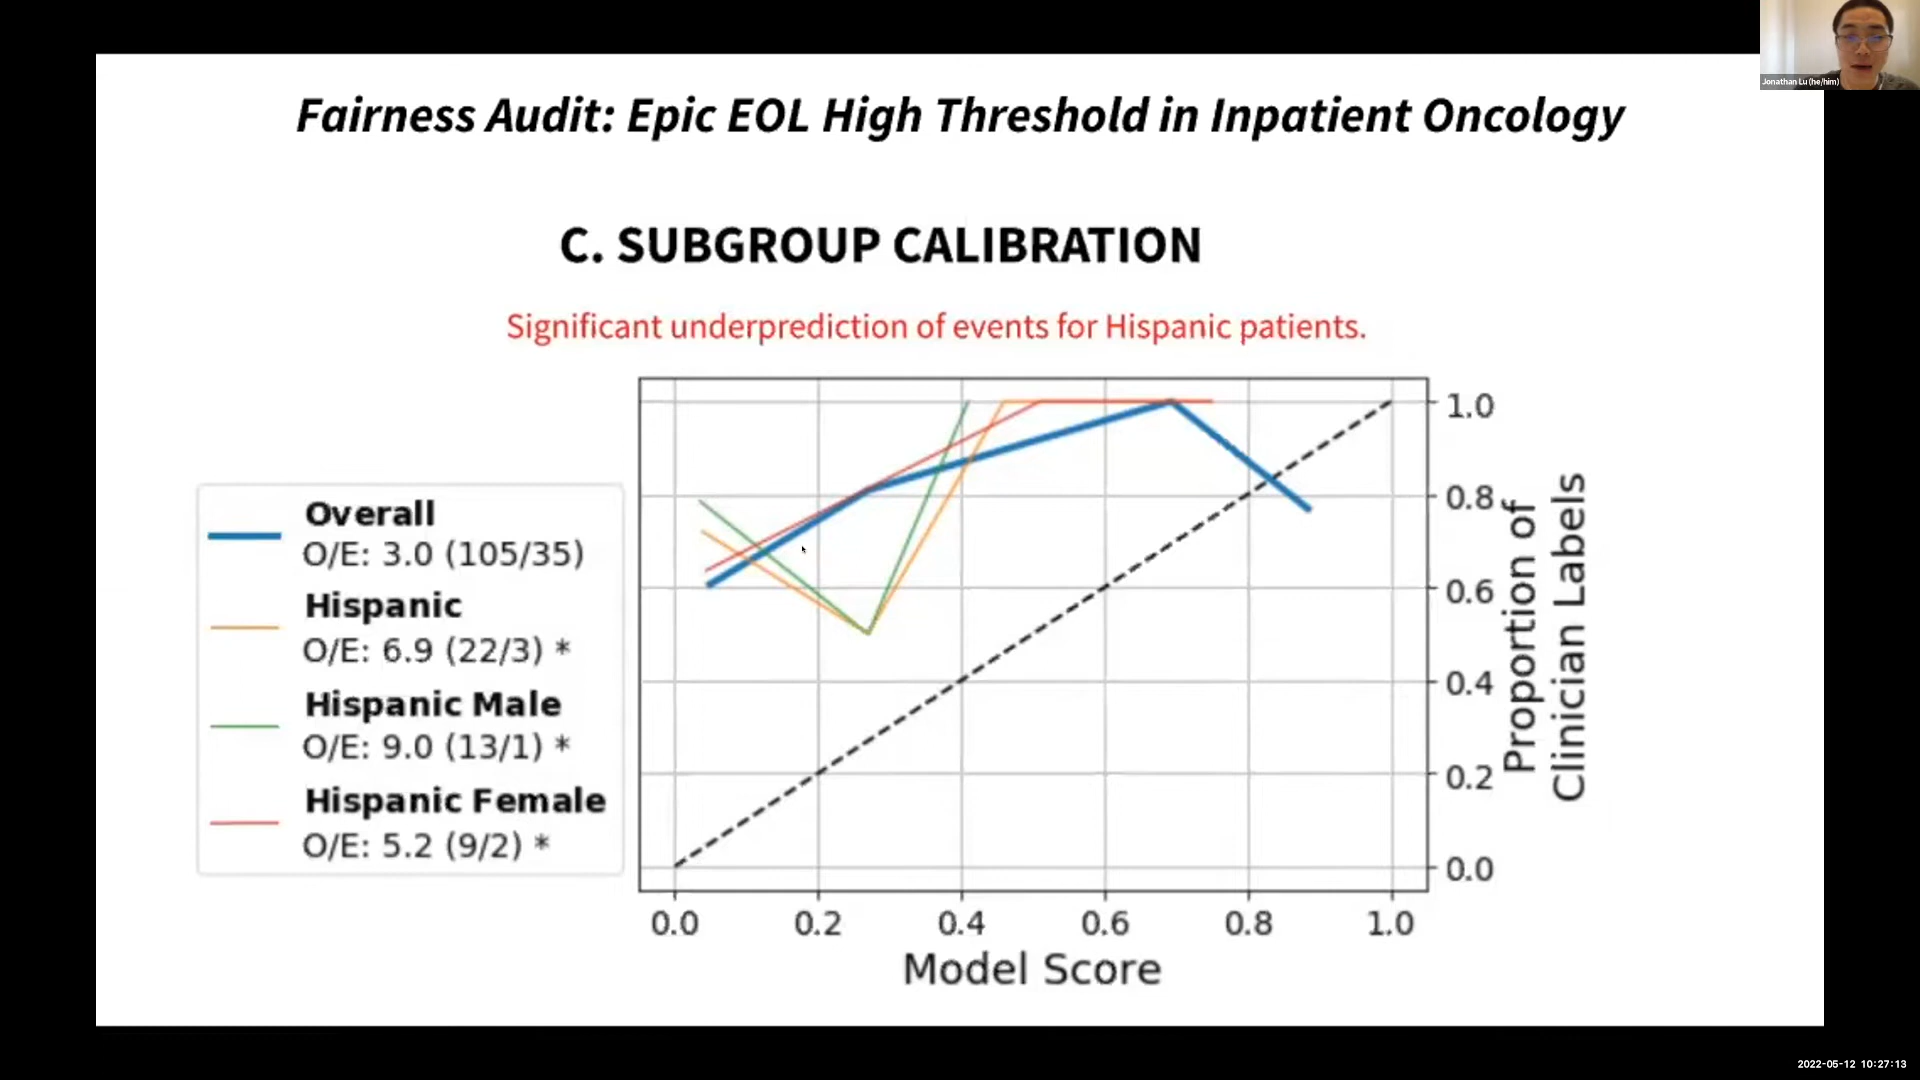 Jonathan Lu (he/him)
Fairness Audit: Epic EOL High Threshold in Inpatient Oncology
C. SUBGROUP CALIBRATION
Significant underprediction of events for Hispanic patients.
Overall
O/E: 3.0 (105/35)
Hispanic
O/E: 6.9 (22/3) *
Hispanic Male
O/E: 9.0 (13/1) *
Hispanic Female
O/E: 5.2 (9/2) *
1.0
0.8
0.6
0.4
0.2
0.0
Proportion of
Clinician Labels
0.0 0.2 0.4 0.6 0.8 1.0
Model Score
2022-05-12 10:27:13